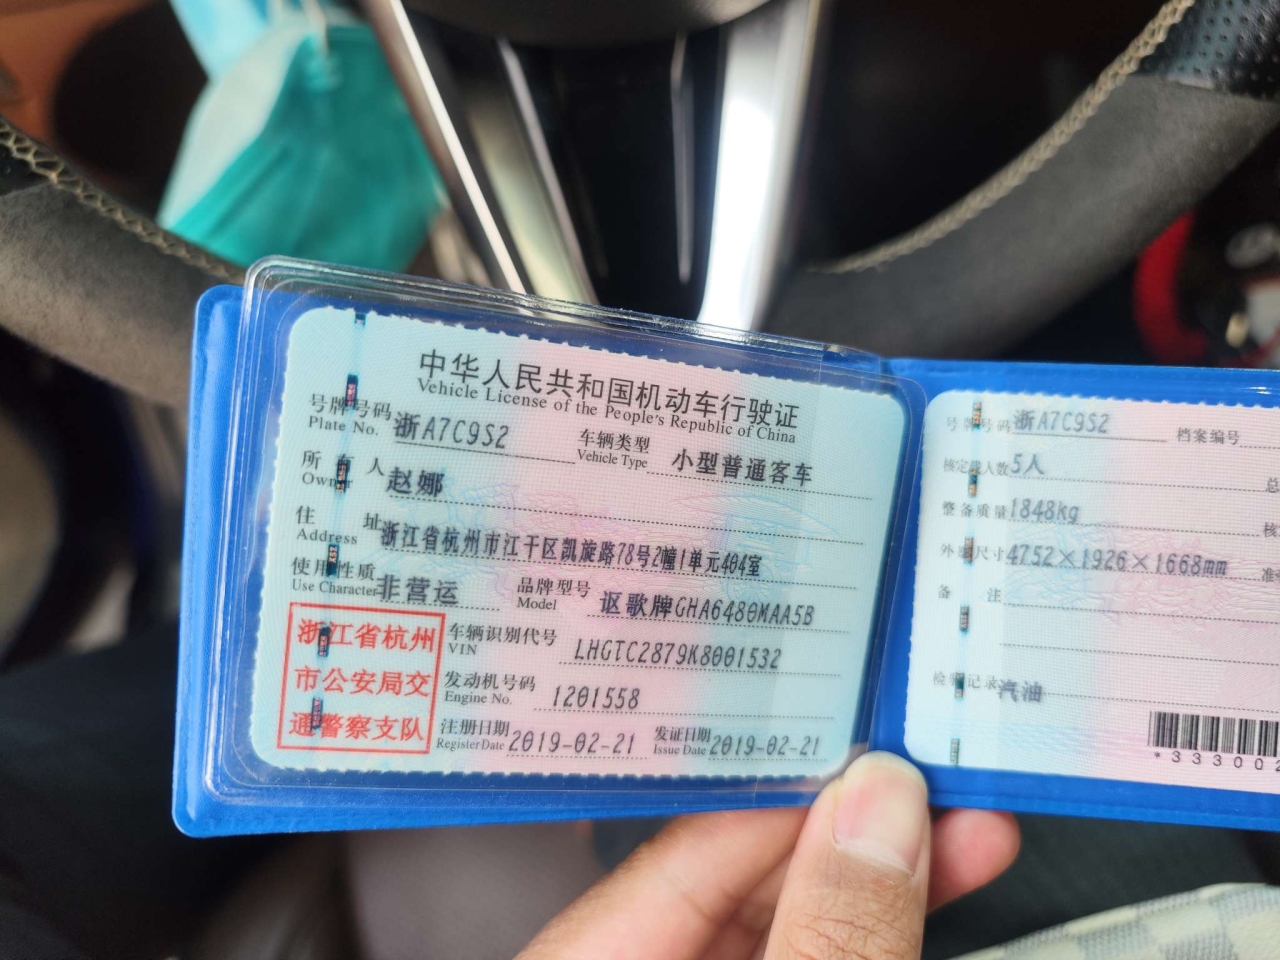 中华人民共和国机动车行驶证
Vehicle License of the People's Republic of China
号牌号码 浙A7C9S2 车辆类型 小型普通客车
Plate No. Vehicle Type
所有人 赵娜
Owner
住址 浙江省杭州市江干区凯旋路78号2幢1单元404室
Address
使用性质 非营运 品牌型号 讴歌牌GHA6480MAA5B
Use Character Model
浙江省杭州
市公安局交
通警察支队
车辆识别代号 LHGTC2879K8001532
VIN
发动机号码 1201558
Engine No.
注册日期 2019-02-21 发证日期 2019-02-21
Register Date Issue Date
号牌号码 浙A7C9S2 档案编号
核定载人数 5人 总
整备质量 1848kg 核
外廓尺寸 4752×1926×1668mm 准
备注
检验记录 汽油
*333002